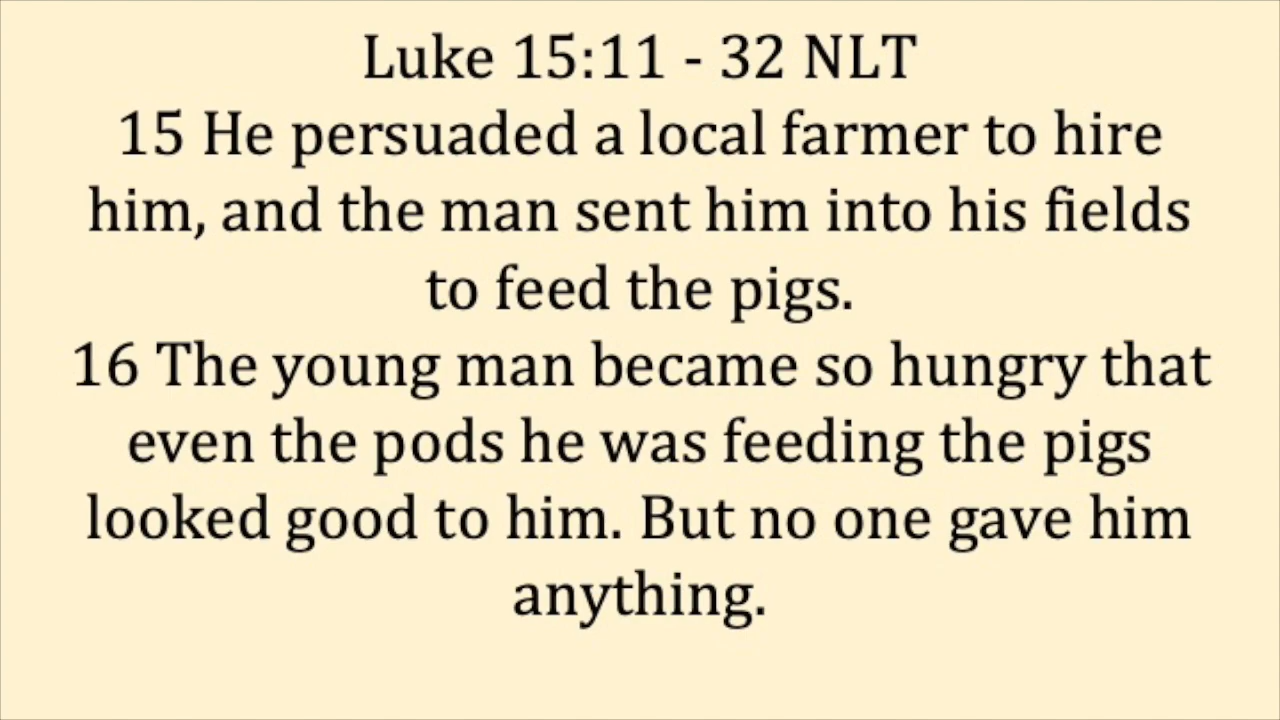 Luke 15:11 - 32 NLT
15 He persuaded a local farmer to hire
him, and the man sent him into his fields
to feed the pigs.
16 The young man became so hungry that
even the pods he was feeding the pigs
looked good to him. But no one gave him
anything.